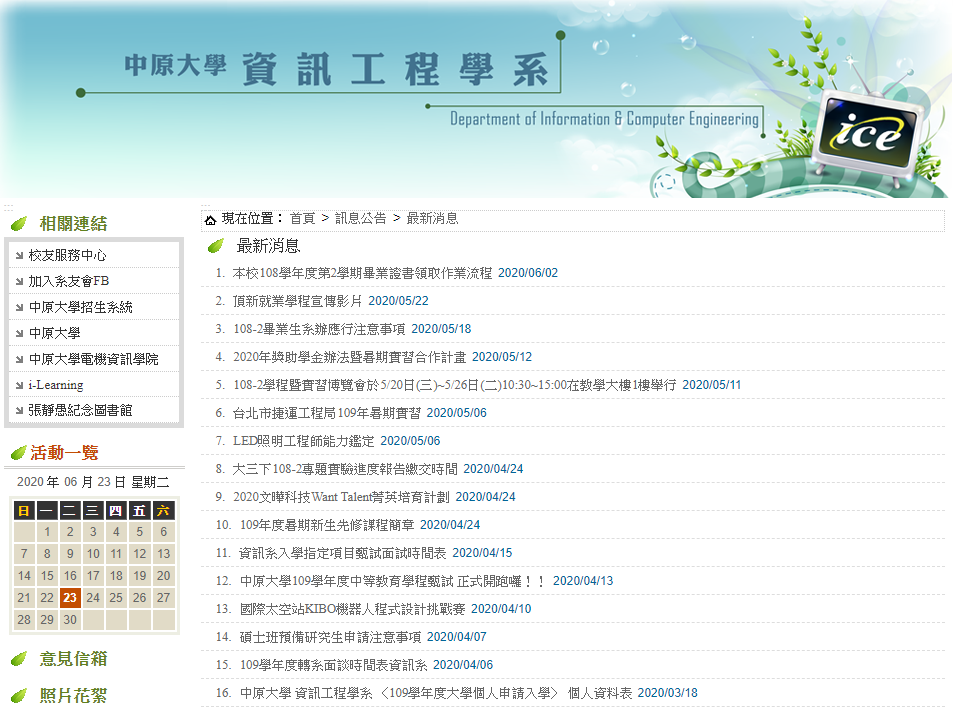 中原大學 資訊工程學系
Department of Information & Computer Engineering
ice
相關連結
校友服務中心
加入系友會FB
中原大學招生系統
中原大學
中原大學電機資訊學院
i-Learning
張靜愚紀念圖書館
活動一覽
2020 年 06 月 23 日 星期二
日 一 二 三 四 五 六
1 2 3 4 5 6
7 8 9 10 11 12 13
14 15 16 17 18 19 20
21 22 23 24 25 26 27
28 29 30
意見信箱
照片花絮
現在位置： 首頁 > 訊息公告 > 最新消息
最新消息
1. 本校108學年度第2學期畢業證書領取作業流程 2020/06/02
2. 頂新就業學程宣傳影片 2020/05/22
3. 108-2畢業生系辦應行注意事項 2020/05/18
4. 2020年獎助學金辦法暨暑期實習合作計畫 2020/05/12
5. 108-2學程暨實習博覽會於5/20日(三)~5/26日(二)10:30~15:00在教學大樓1樓舉行 2020/05/11
6. 台北市捷運工程局109年暑期實習 2020/05/06
7. LED照明工程師能力鑑定 2020/05/06
8. 大三下108-2專題實驗進度報告繳交時間 2020/04/24
9. 2020文曄科技Want Talent菁英培育計劃 2020/04/24
10. 109年度暑期新生先修課程簡章 2020/04/24
11. 資訊系入學指定項目甄試面試時間表 2020/04/15
12. 中原大學109學年度中等教育學程甄試 正式開跑囉！！ 2020/04/13
13. 國際太空站KIBO機器人程式設計挑戰賽 2020/04/10
14. 碩士班預備研究生申請注意事項 2020/04/07
15. 109學年度轉系面談時間表資訊系 2020/04/06
16. 中原大學 資訊工程學系 〈109學年度大學個人申請入學〉 個人資料表 2020/03/18